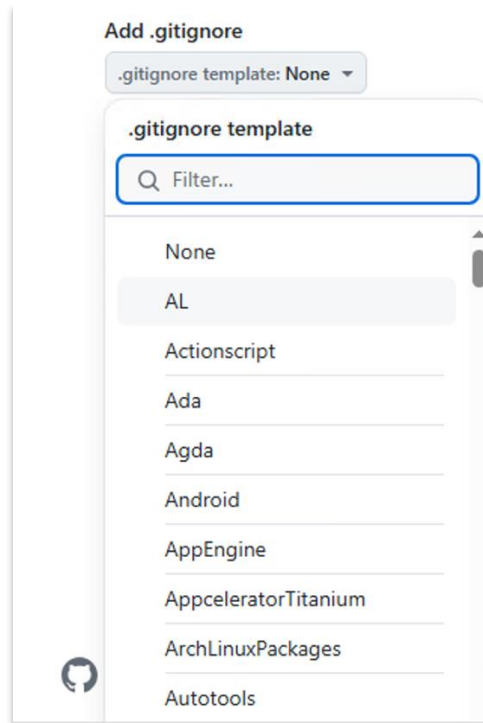 Add .gitignore
.gitignore template: None
.gitignore template
Filter...
None
AL
Actionscript
Ada
Agda
Android
AppEngine
AppceleratorTitanium
ArchLinuxPackages
Autotools